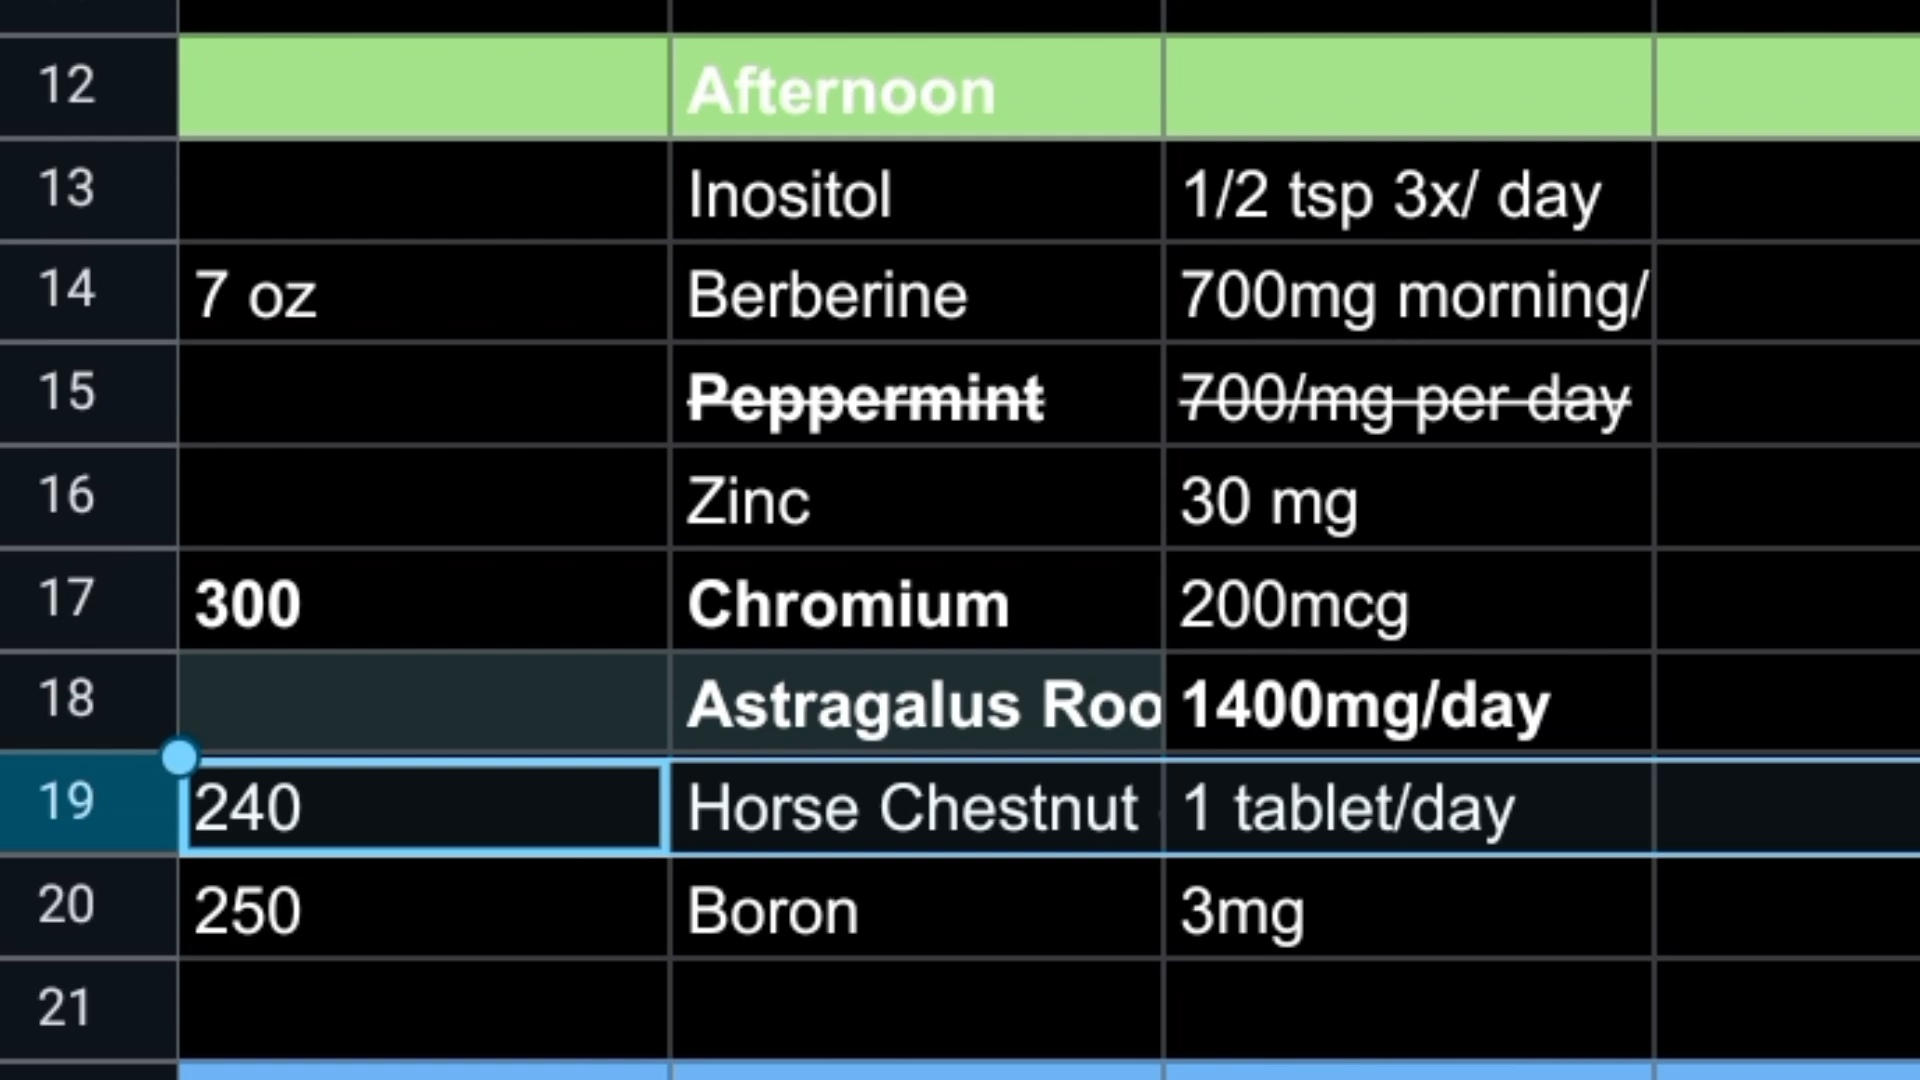 12 Afternoon
13 Inositol 1/2 tsp 3x/ day
14 7 oz Berberine 700mg morning/
15 Peppermint 700/mg per day
16 Zinc 30 mg
17 300 Chromium 200mcg
18 Astragalus Roo 1400mg/day
19 240 Horse Chestnut 1 tablet/day
20 250 Boron 3mg
21